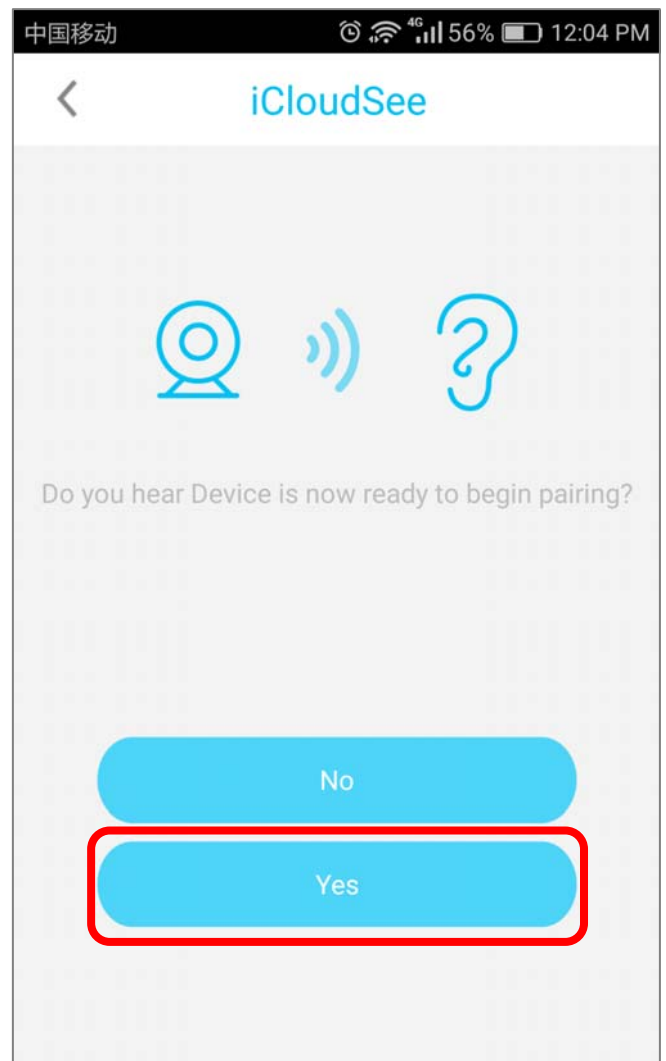 中国移动 4G 56% 12:04 PM
iCloudSee
Do you hear Device is now ready to begin pairing?
No
Yes